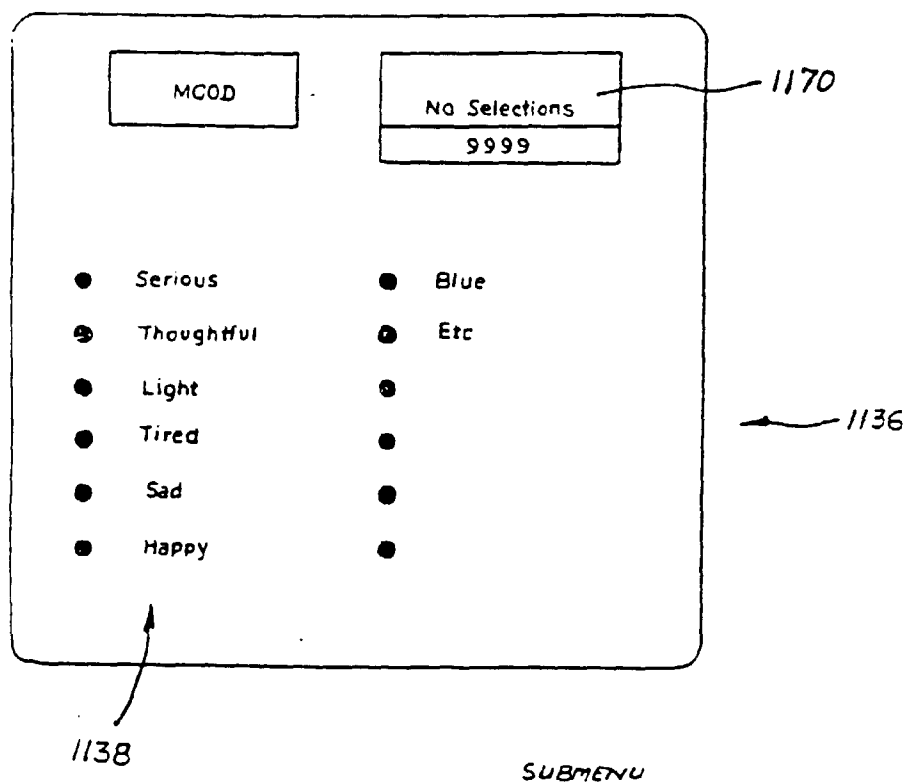 MOOD
No Selections
9999
1170
Serious
Thoughtful
Light
Tired
Sad
Happy
Blue
Etc
1136
1138
SUBMENU